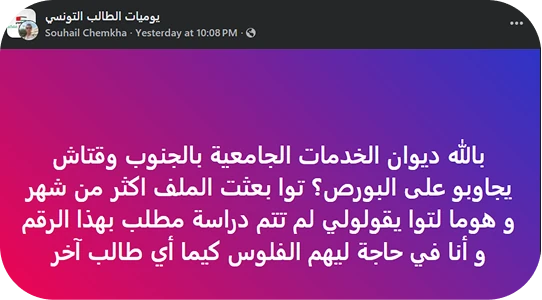 يوميات الطالب التونسي
Souhail Chemkha · Yesterday at 10:08 PM ·
بالله ديوان الخدمات الجامعية بالجنوب وقتاش
يجاوبو على البورص؟ توا بعثت الملف اكثر من شهر
و هوما لتوا يقولولي لم تتم دراسة مطلب بهذا الرقم
و أنا في حاجة ليهم الفلوس كيما أي طالب آخر